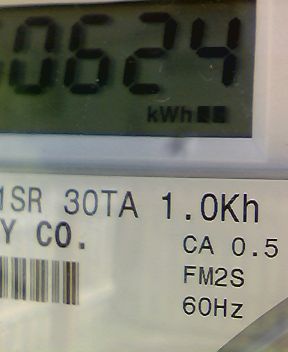 0624
kWh
1SR 30TA 1.0Kh
Y CO.
CA 0.5
FM2S
60Hz